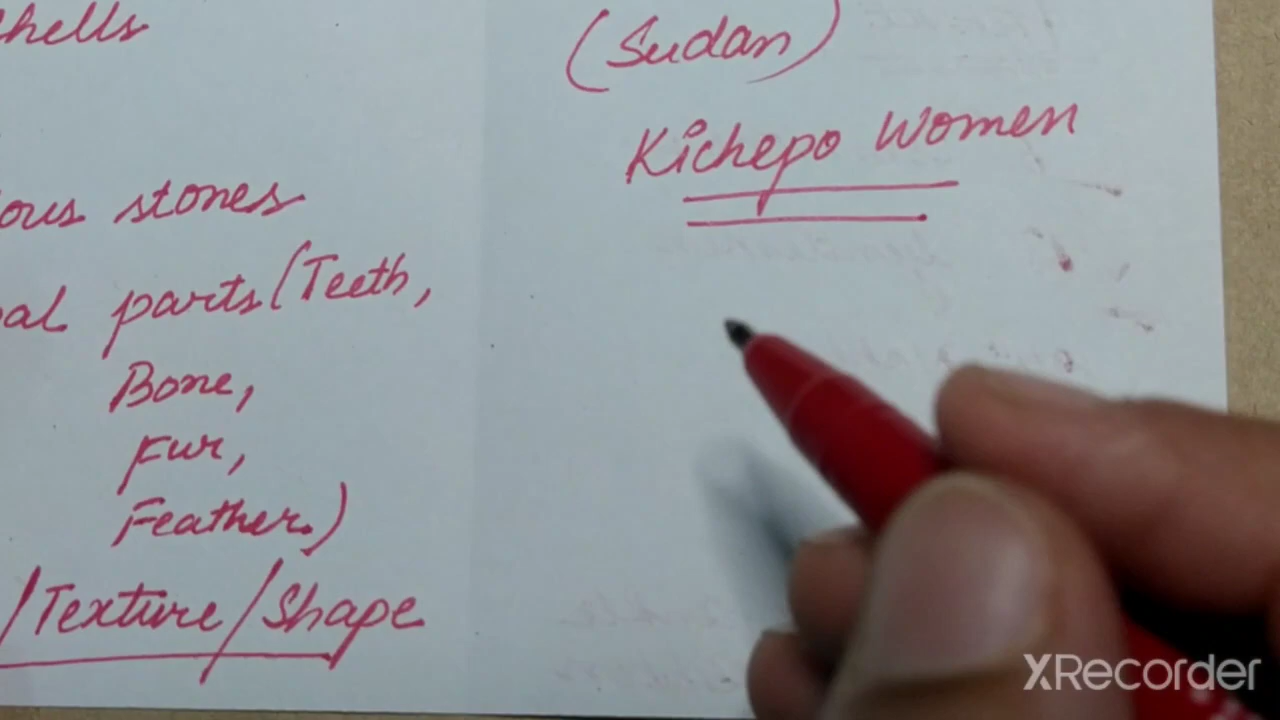 hells
ous stones
al parts (Teeth,
Bone,
Fur,
Feather.)
/Texture/Shape
(Sudan)
Kichepo Women
XRecorder